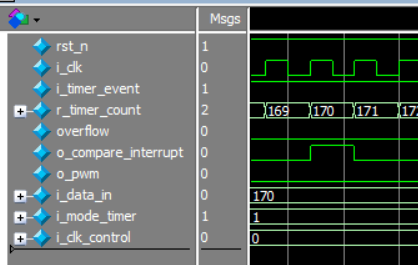 Msgs
rst_n 1
i_clk 0
i_timer_event 1
r_timer_count 2 169 170 171
overflow 0
o_compare_interrupt 0
o_pwm 0
i_data_in 0 170
i_mode_timer 1 1
i_clk_control 0 0